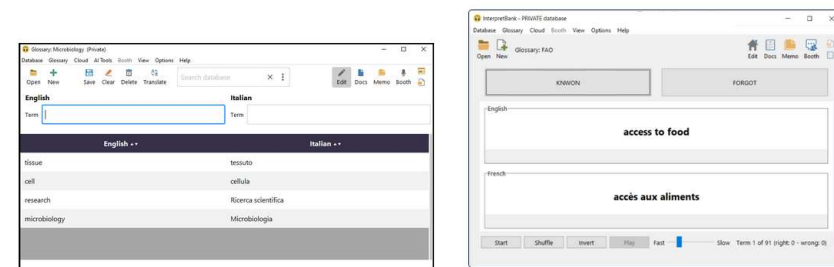 Glossary: Microbiology (Private)
Database Glossary Cloud AI Tools Booth View Options Help
Open New Save Clear Delete Translate Search database Edit Docs Memo Booth
English Italian
Term Term
English Italian
tissue tessuto
cell cellula
research Ricerca scientifica
microbiology Microbiologia
InterpretBank - PRIVATE database
Database Glossary Cloud Booth View Options Help
Open New Glossary: FAO Edit Docs Memo Booth
KNWON FORGOT
English
access to food
French
accès aux aliments
Start Shuffle Invert Play Fast Slow Term 1 of 91 (right: 0 - wrong: 0)